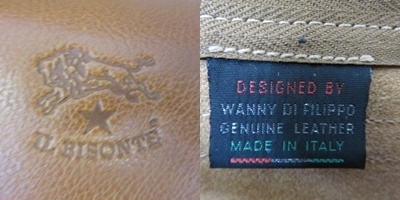 IL BISONTE
DESIGNED BY
WANNY DI FILIPPO
GENUINE LEATHER
MADE IN ITALY